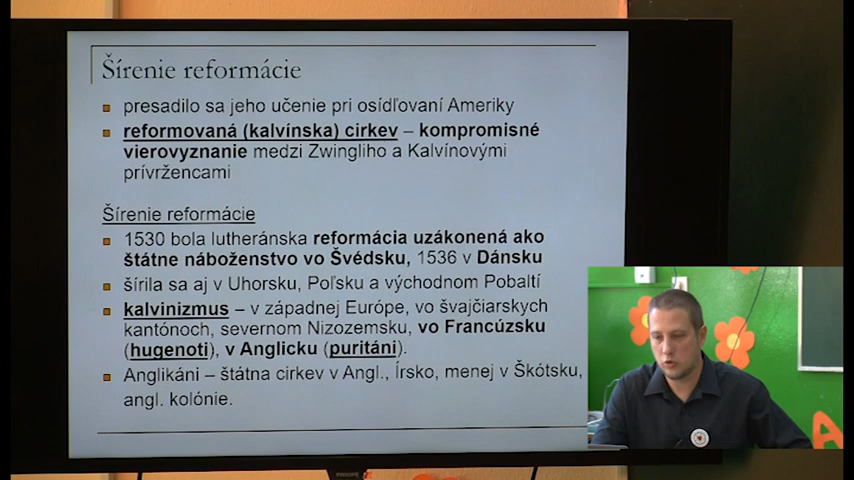 Šírenie reformácie
presadilo sa jeho učenie pri osídľovaní Ameriky
reformovaná (kalvínska) cirkev – kompromisné
vierovyznanie medzi Zwingliho a Kalvínovými
prívržencami
Šírenie reformácie
1530 bola lutheránska reformácia uzákonená ako
štátne náboženstvo vo Švédsku, 1536 v Dánsku
šírila sa aj v Uhorsku, Poľsku a východnom Pobaltí
kalvinizmus – v západnej Európe, vo švajčiarskych
kantónoch, severnom Nizozemsku, vo Francúzsku
(hugenoti), v Anglicku (puritáni).
Anglikáni – štátna cirkev v Angl., Írsko, menej v Škótsku,
angl. kolónie.
PHILIPS